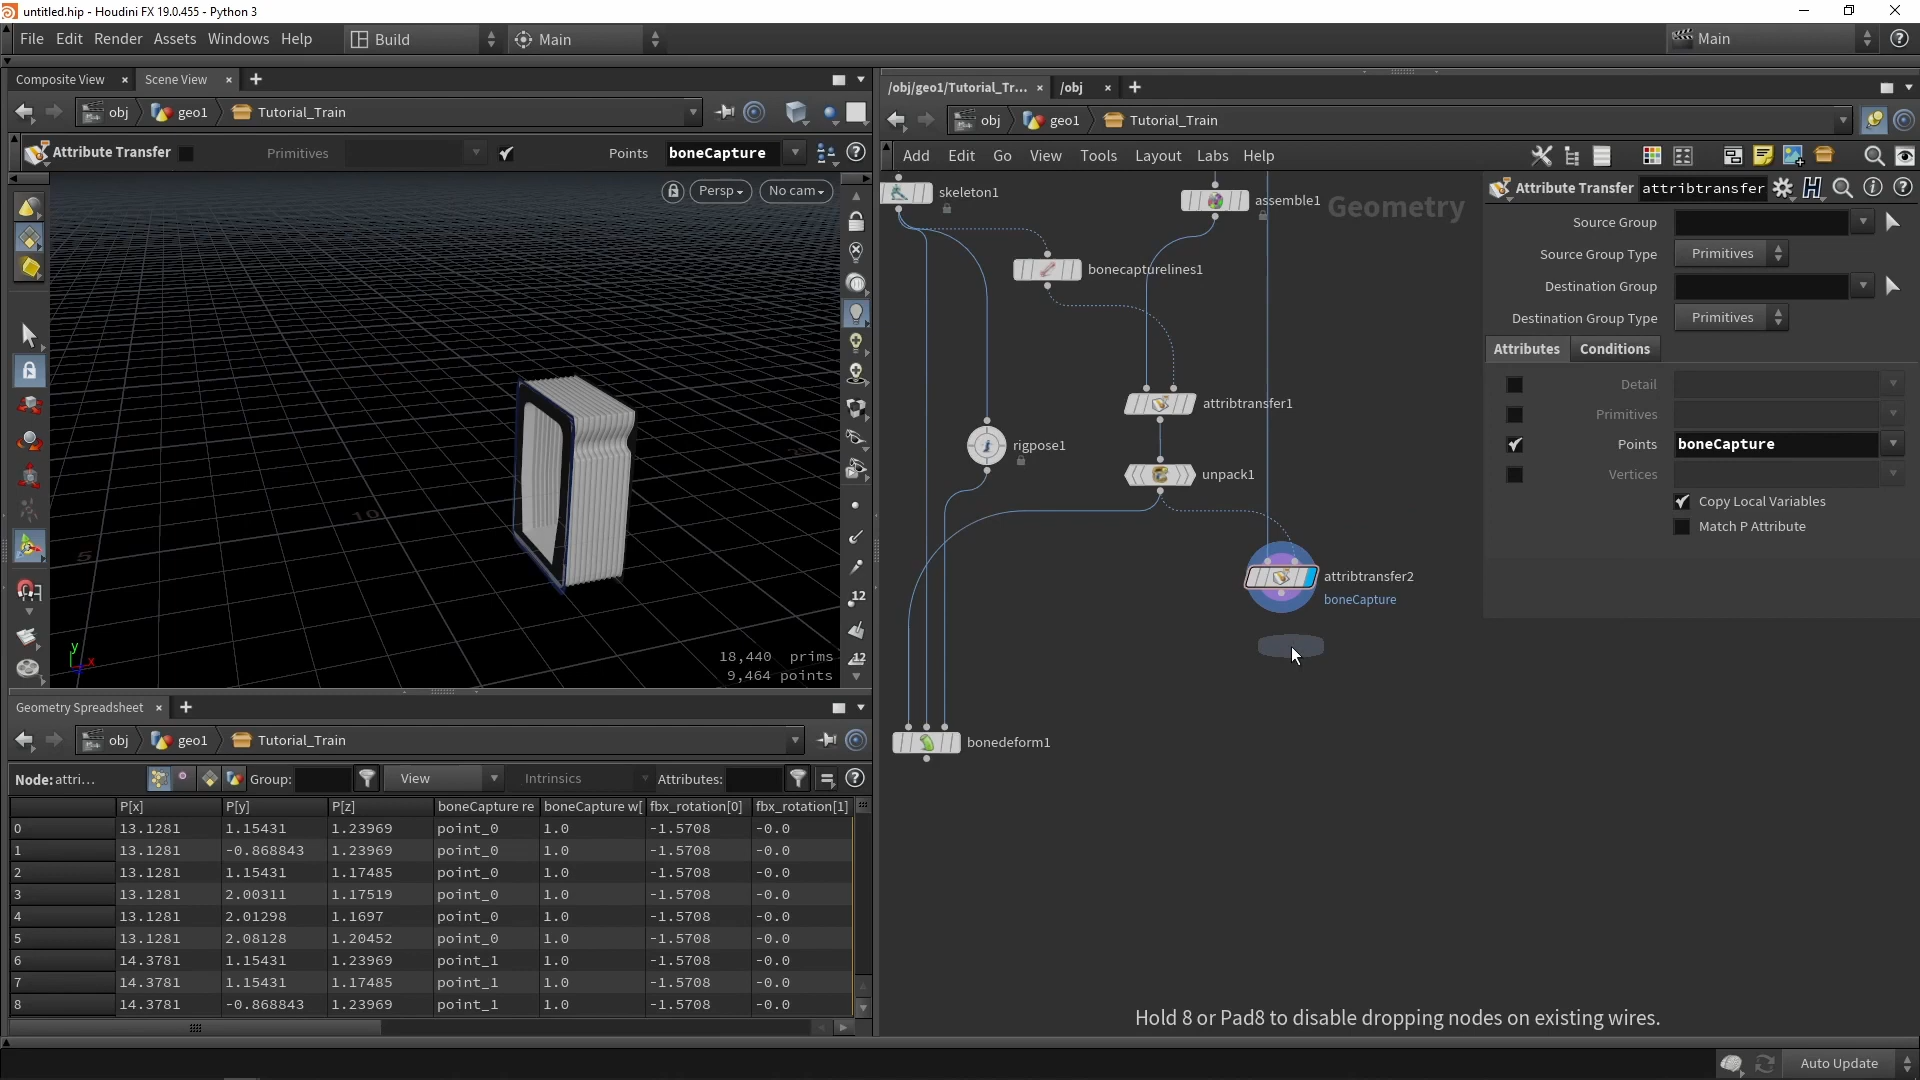 untitled.hip - Houdini FX 19.0.455 - Python 3
File Edit Render Assets Windows Help Build Main Main
Composite View × Scene View × +
obj geo1 Tutorial_Train
Attribute Transfer Primitives Points boneCapture
Persp No cam
10
5
y
x
12
12
18,440 prims
9,464 points
Geometry Spreadsheet × +
obj geo1 Tutorial_Train
Node: attri... Group: View Intrinsics Attributes:
P[x] P[y] P[z] boneCapture re boneCapture w[ fbx_rotation[0] fbx_rotation[1]
0 13.1281 1.15431 1.23969 point_0 1.0 -1.5708 -0.0
1 13.1281 -0.868843 1.23969 point_0 1.0 -1.5708 -0.0
2 13.1281 1.15431 1.17485 point_0 1.0 -1.5708 -0.0
3 13.1281 2.00311 1.17519 point_0 1.0 -1.5708 -0.0
4 13.1281 2.01298 1.1697 point_0 1.0 -1.5708 -0.0
5 13.1281 2.08128 1.20452 point_0 1.0 -1.5708 -0.0
6 14.3781 1.15431 1.23969 point_1 1.0 -1.5708 -0.0
7 14.3781 1.15431 1.17485 point_1 1.0 -1.5708 -0.0
8 14.3781 -0.868843 1.23969 point_1 1.0 -1.5708 -0.0
/obj/geo1/Tutorial_Tr... × /obj × +
obj geo1 Tutorial_Train
Add Edit Go View Tools Layout Labs Help
Geometry
skeleton1
assemble1
bonecapturelines1
attribtransfer1
rigpose1
unpack1
attribtransfer2
boneCapture
bonedeform1
Hold 8 or Pad8 to disable dropping nodes on existing wires.
Attribute Transfer attribtransfer
Source Group
Source Group Type Primitives
Destination Group
Destination Group Type Primitives
Attributes Conditions
Detail
Primitives
Points boneCapture
Vertices
Copy Local Variables
Match P Attribute
Auto Update